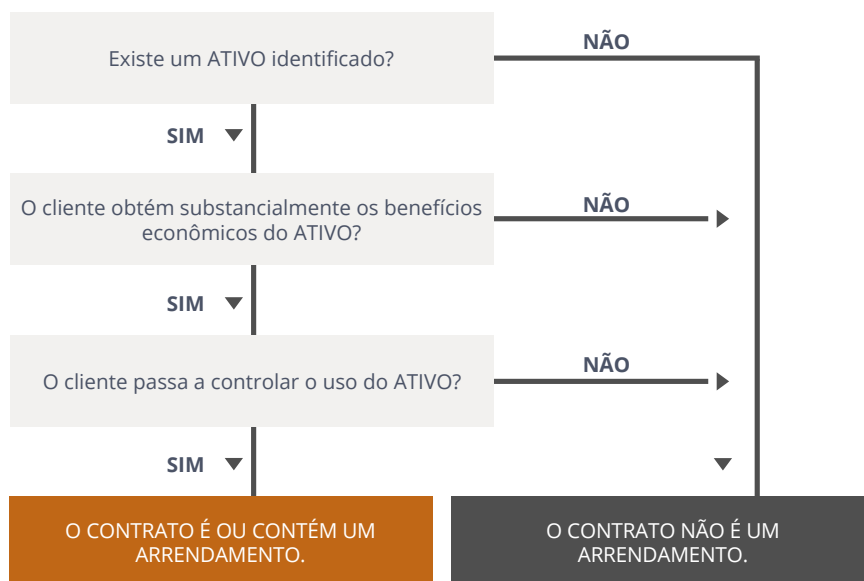 Existe um ATIVO identificado?
NÃO
SIM
O cliente obtém substancialmente os benefícios
econômicos do ATIVO?
NÃO
SIM
O cliente passa a controlar o uso do ATIVO?
NÃO
SIM
O CONTRATO É OU CONTÉM UM
ARRENDAMENTO.
O CONTRATO NÃO É UM
ARRENDAMENTO.